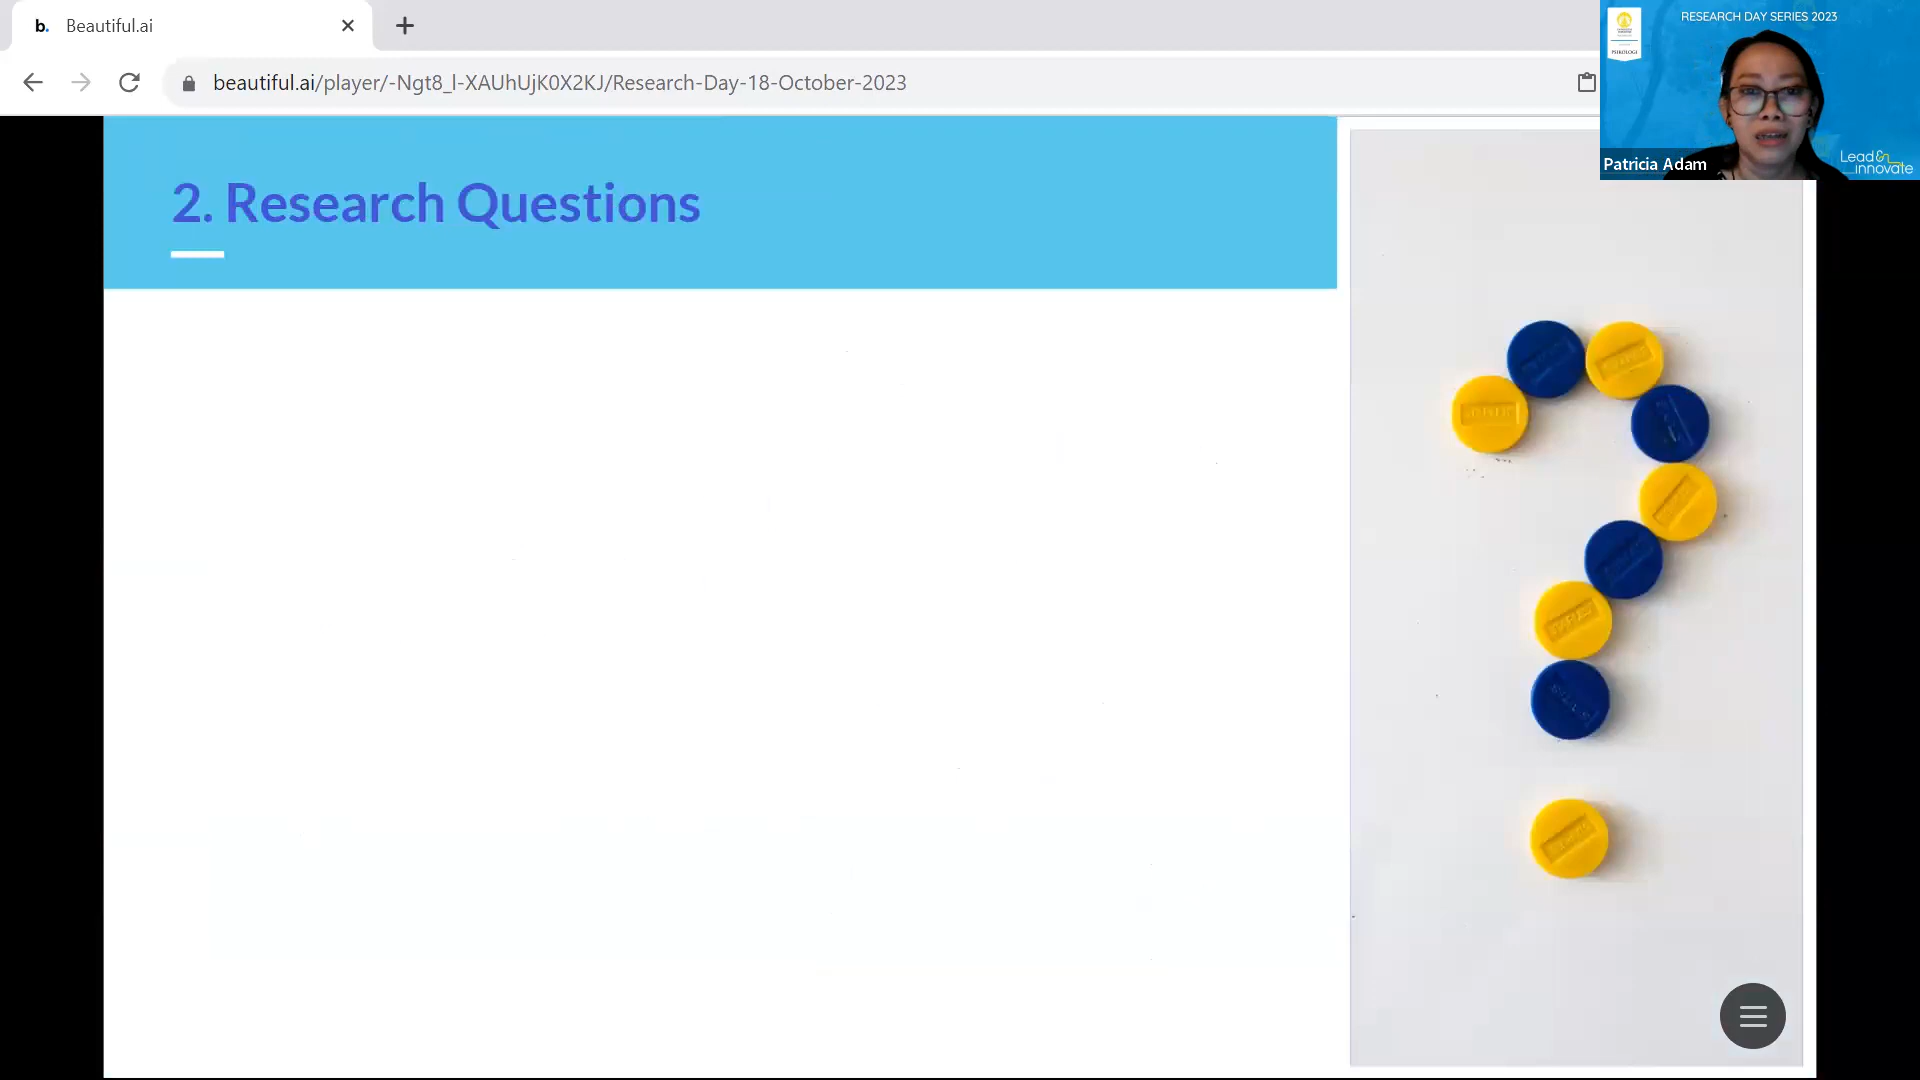 b. Beautiful.ai
beautiful.ai/player/-Ngt8_l-XAUhUjK0X2KJ/Research-Day-18-October-2023
RESEARCH DAY SERIES 2023
PSIKOLOGI
Patricia Adam
Lead &
innovate
2. Research Questions